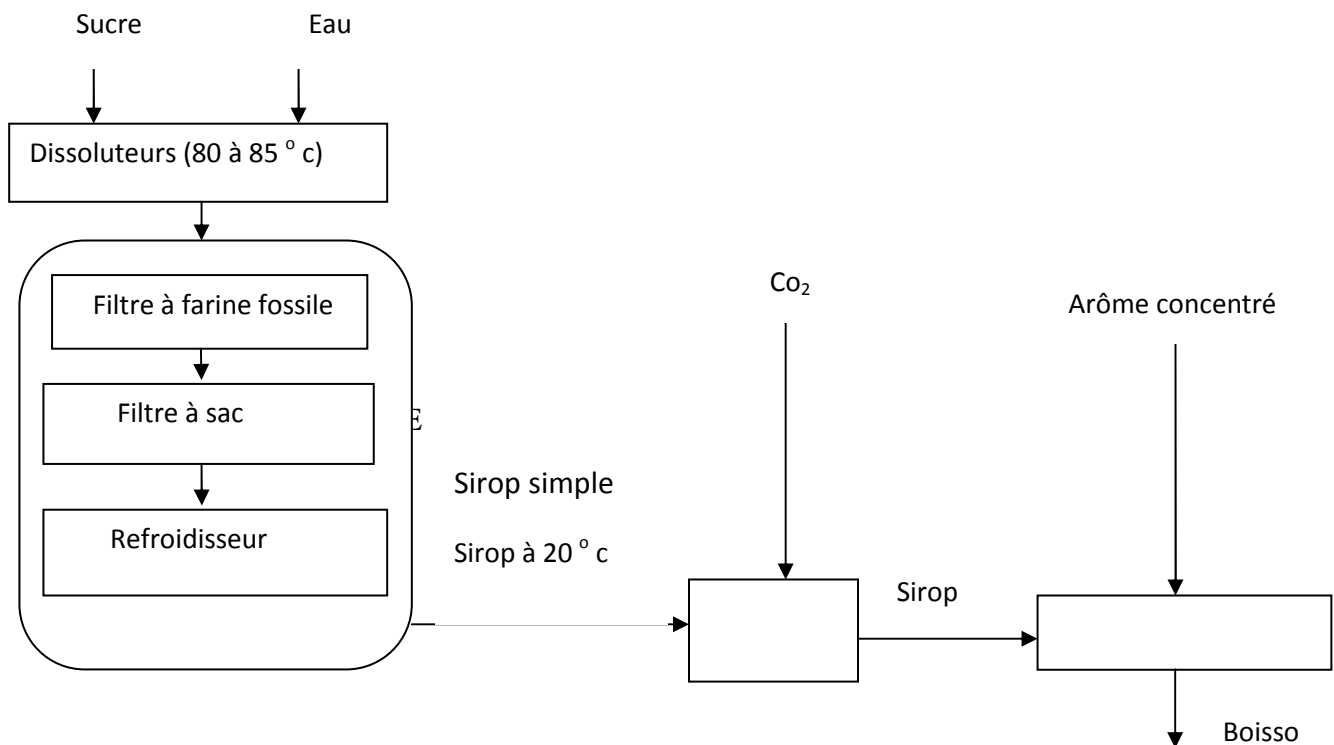 Sucre
Eau
Dissoluteurs (80 à 85 ° c)
Filtre à farine fossile
Filtre à sac
E
Refroidisseur
Sirop simple
Sirop à 20 ° c
Co₂
Sirop
Arôme concentré
Boisso